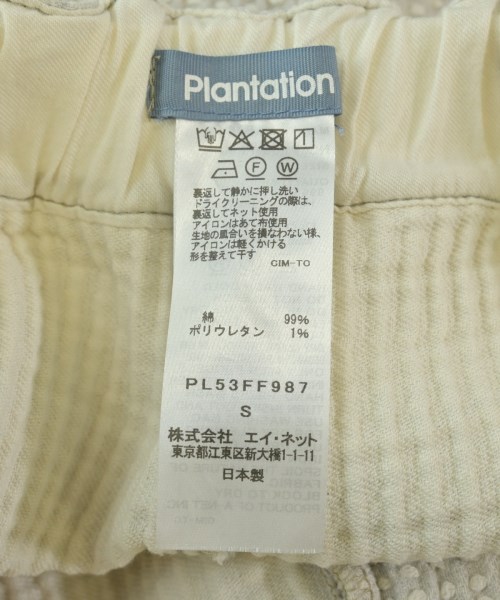 Plantation
F W
裏返して静かに押し洗い
ドライクリーニングの際は、
裏返してネット使用
アイロンはあて布使用
生地の風合いを損なわない様、
アイロンは軽くかける
形を整えて干す
GIM-TO
綿 99%
ポリウレタン 1%
PL53FF987
S
株式会社 エイ・ネット
東京都江東区新大橋1-1-11
日本製